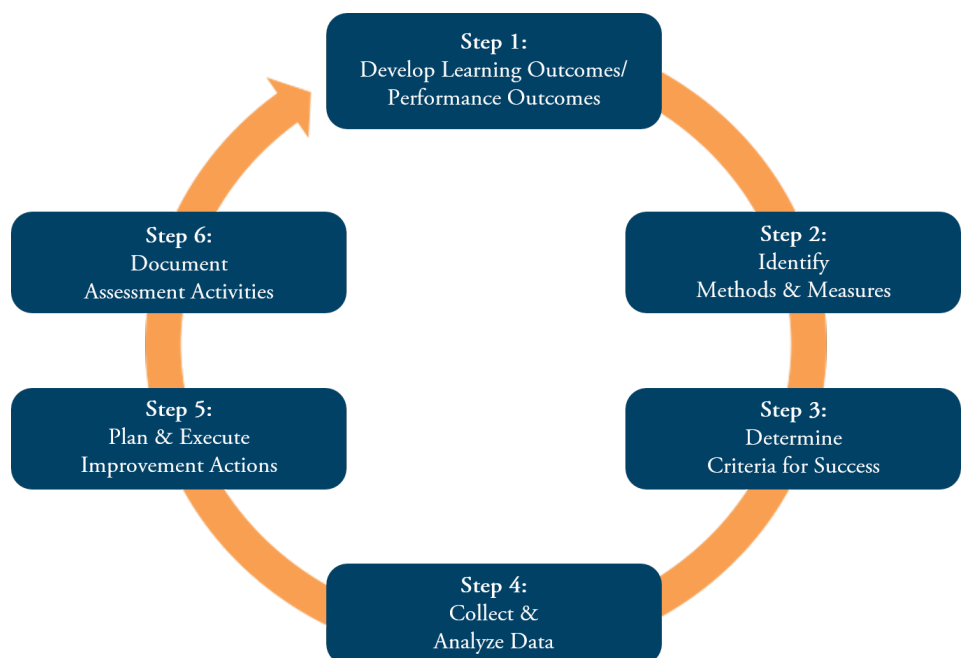 Step 1:
Develop Learning Outcomes/
Performance Outcomes
Step 2:
Identify
Methods & Measures
Step 3:
Determine
Criteria for Success
Step 4:
Collect &
Analyze Data
Step 5:
Plan & Execute
Improvement Actions
Step 6:
Document
Assessment Activities